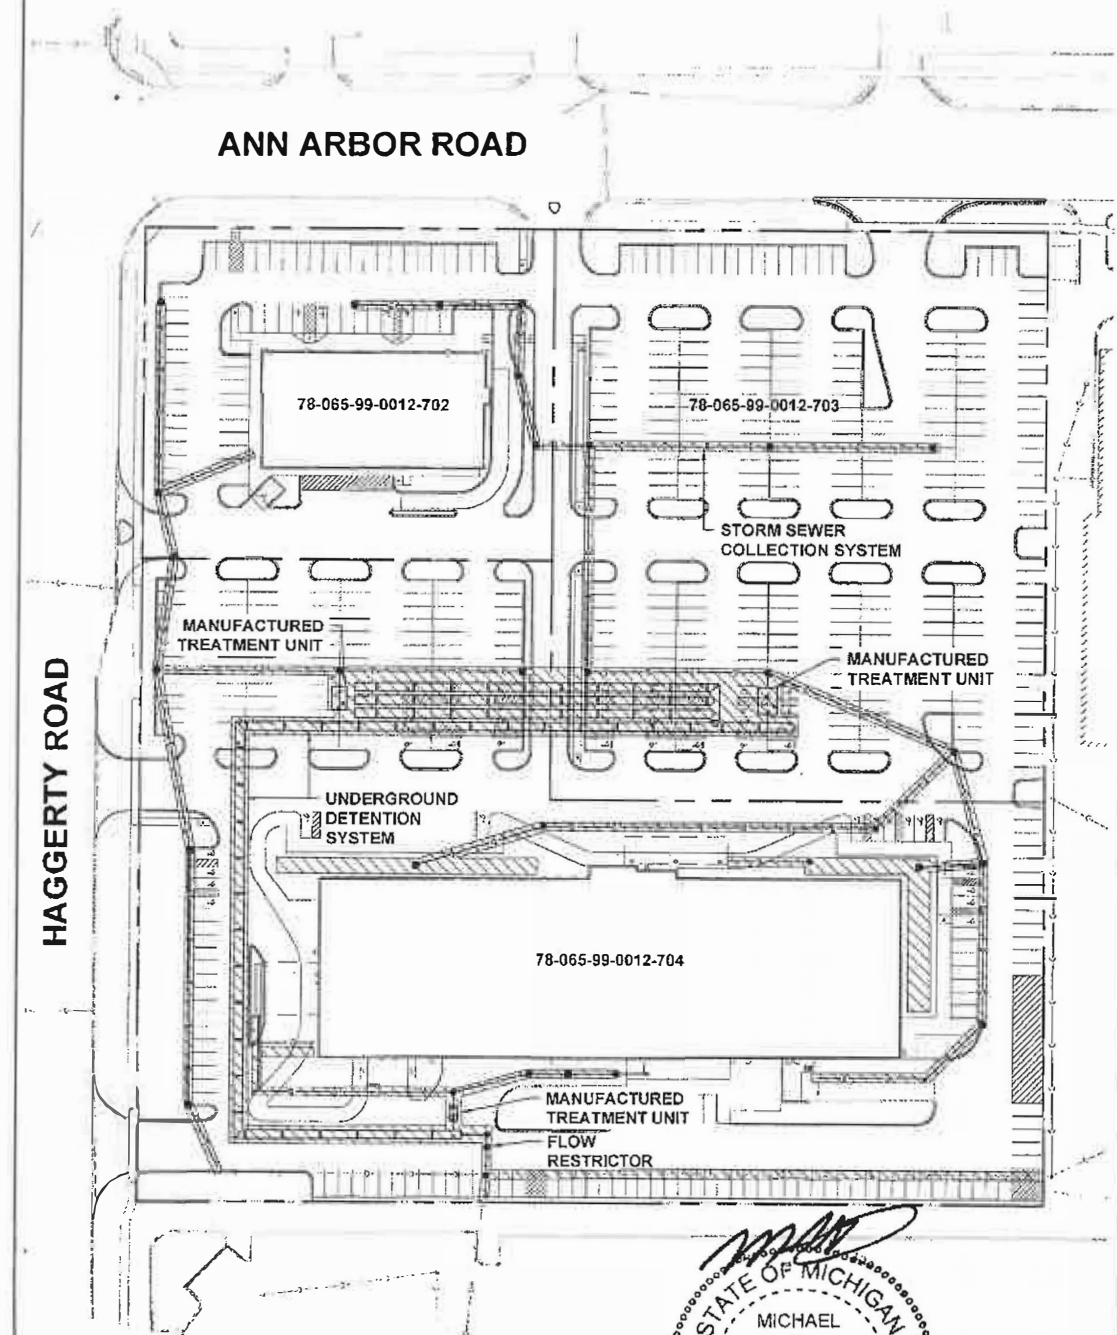 ANN ARBOR ROAD
78-065-99-0012-702
78-065-99-0012-703
STORM SEWER
COLLECTION SYSTEM
MANUFACTURED
TREATMENT UNIT
MANUFACTURED
TREATMENT UNIT
HAGGERTY ROAD
UNDERGROUND
DETENTION
SYSTEM
78-065-99-0012-704
MANUFACTURED
TREATMENT UNIT
FLOW
RESTRICTOR
STATE OF MICHIGAN
MICHAEL